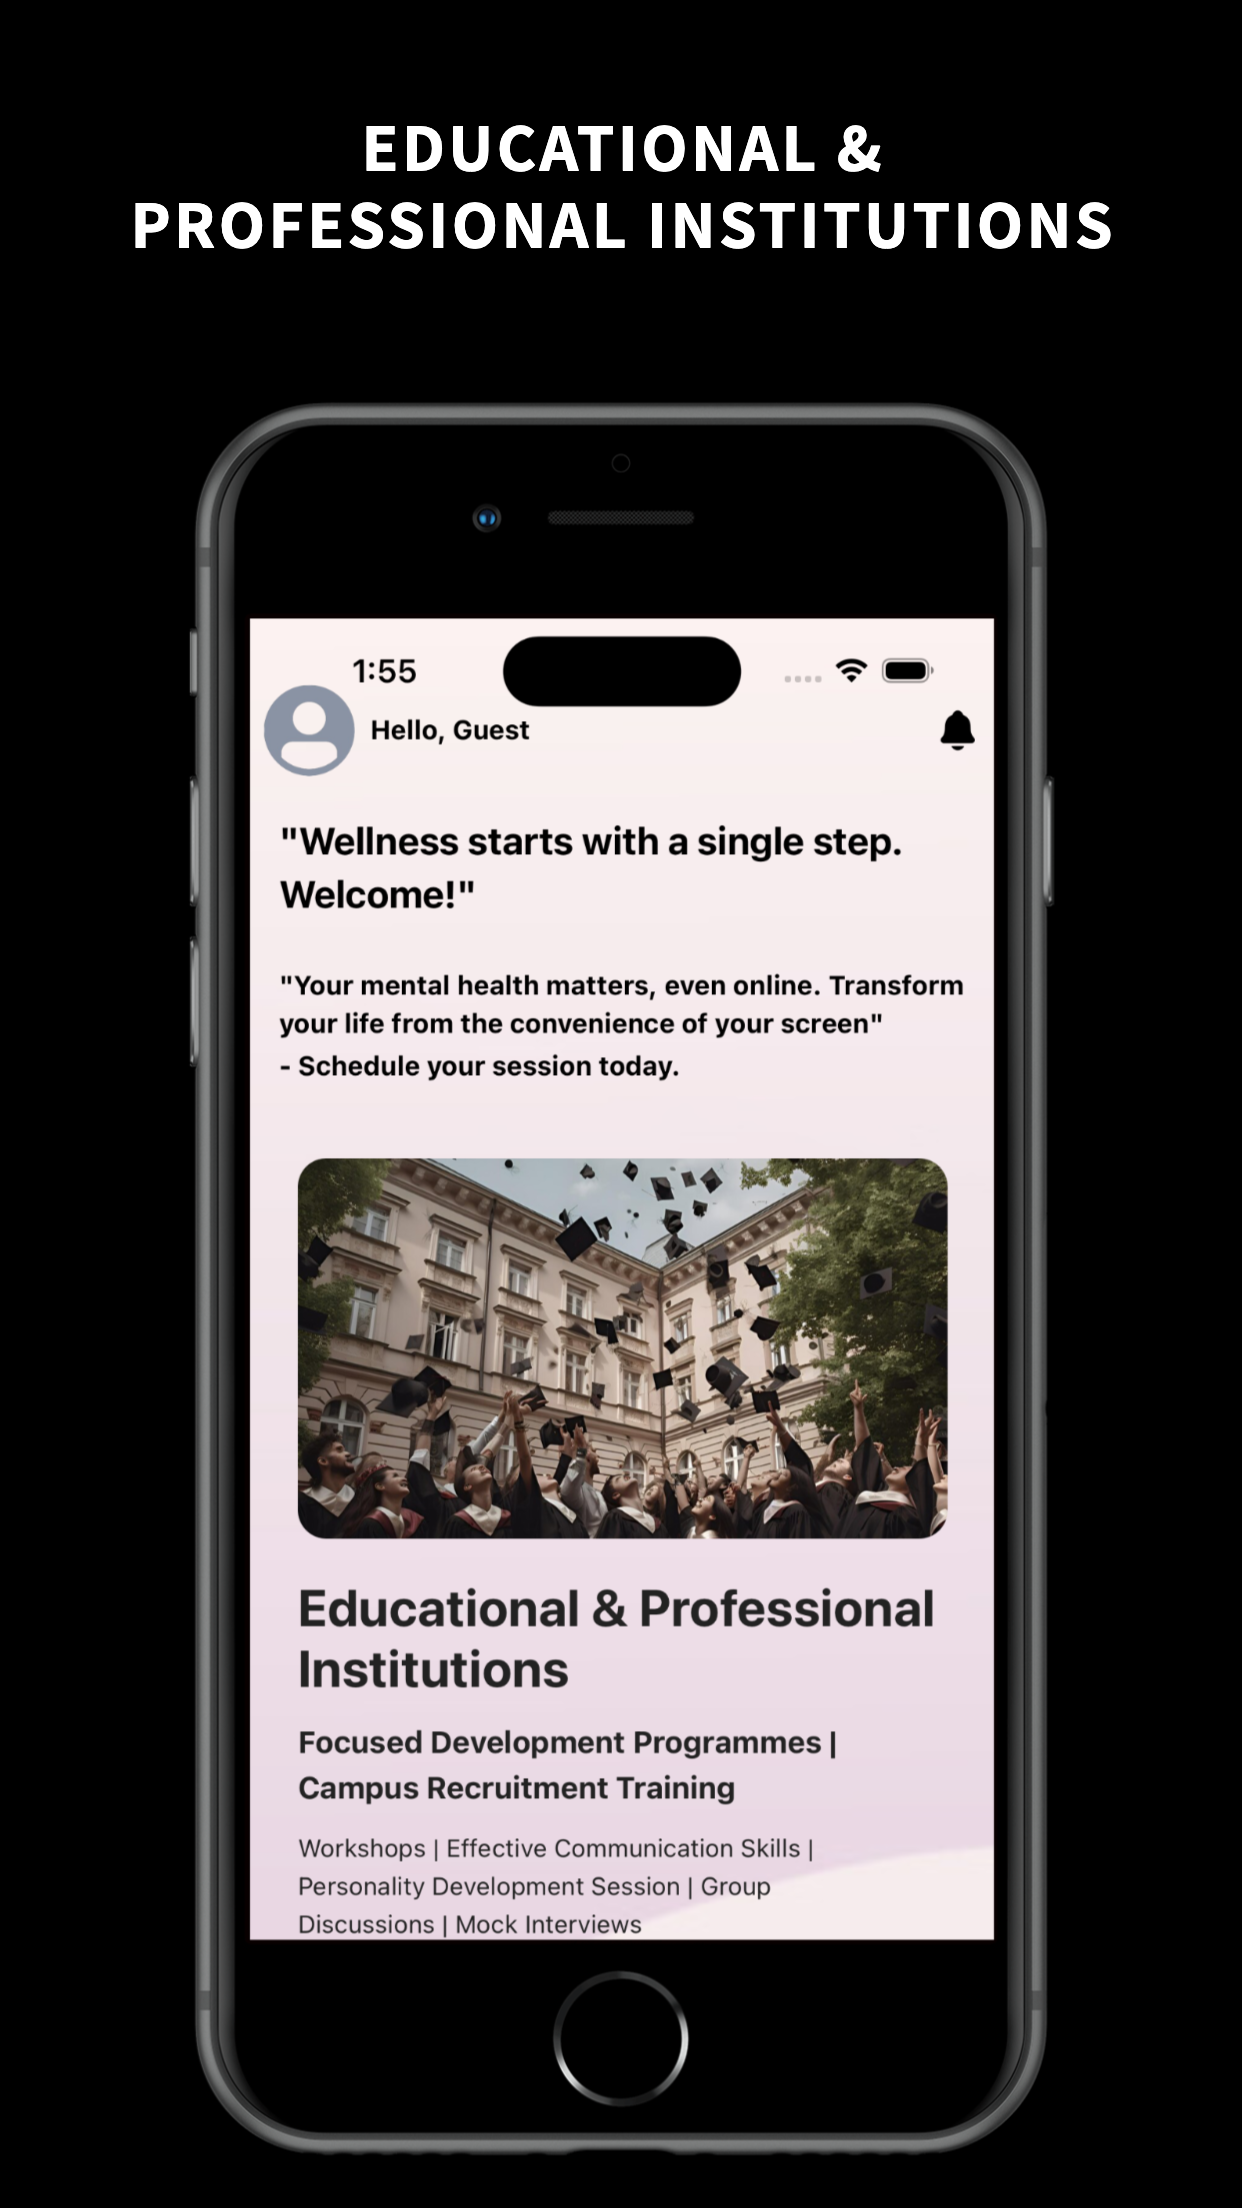 EDUCATIONAL &
PROFESSIONAL INSTITUTIONS
1:55
Hello, Guest
"Wellness starts with a single step.
Welcome!"
"Your mental health matters, even online. Transform
your life from the convenience of your screen"
- Schedule your session today.
Educational & Professional
Institutions
Focused Development Programmes |
Campus Recruitment Training
Workshops | Effective Communication Skills |
Personality Development Session | Group
Discussions | Mock Interviews